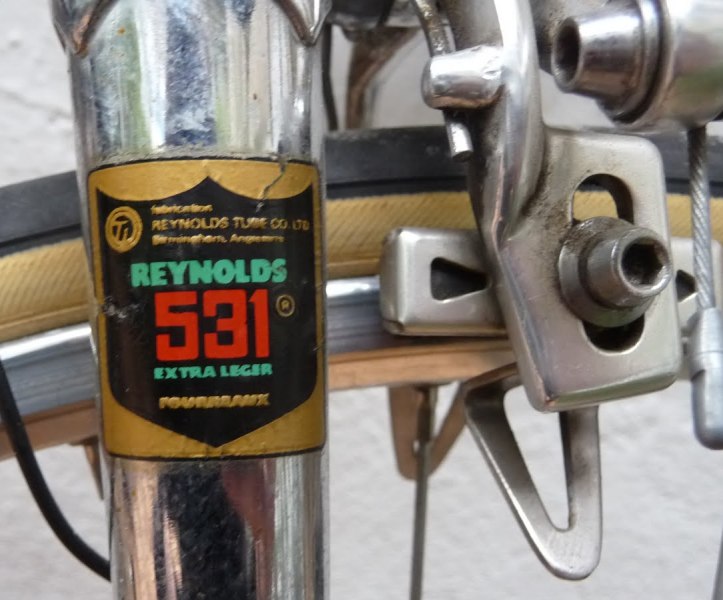 TI
fabrication
REYNOLDS TUBE CO. LTD
Birmingham, Angleterre
REYNOLDS
531 ®
EXTRA LEGER
FOURREAUX